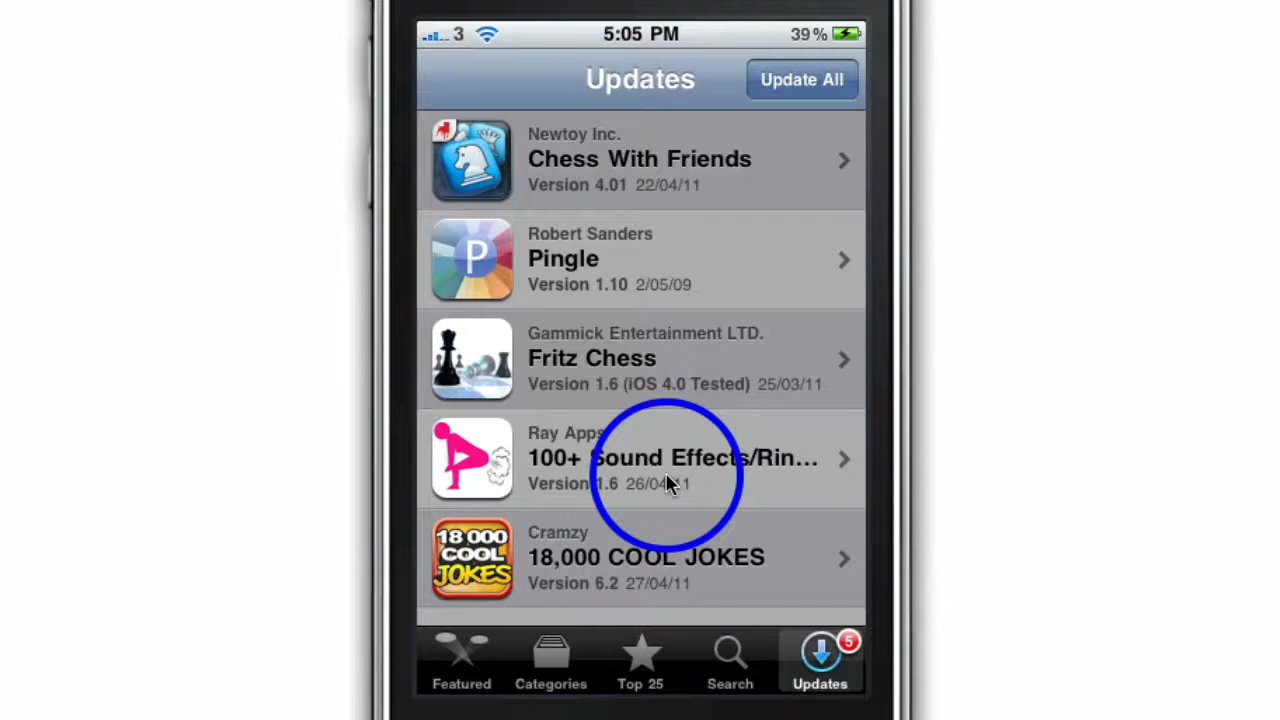 3 5:05 PM 39%
Updates Update All
Newtoy Inc.
Chess With Friends
Version 4.01 22/04/11
P
Robert Sanders
Pingle
Version 1.10 2/05/09
Gammick Entertainment LTD.
Fritz Chess
Version 1.6 (iOS 4.0 Tested) 25/03/11
Ray Apps
100+ Sound Effects/Rin...
Version 1.6 26/04/11
18 000
COOL
JOKES
Cramzy
18,000 COOL JOKES
Version 6.2 27/04/11
5
Featured Categories Top 25 Search Updates